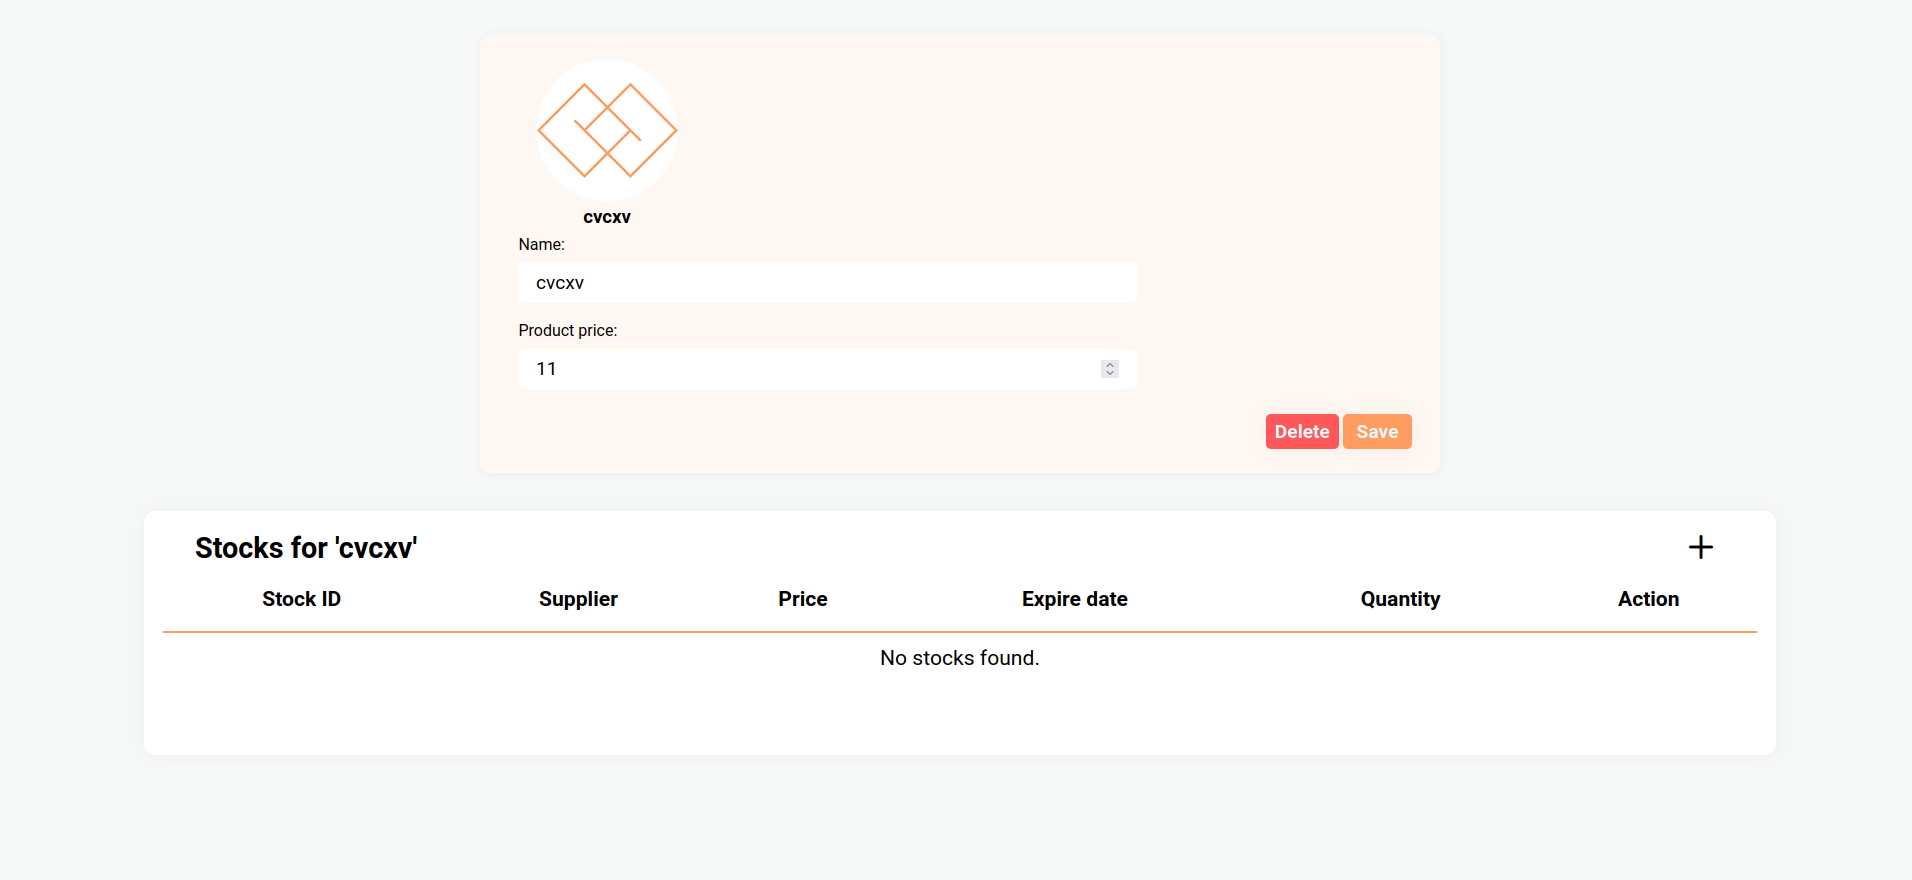 cvcxv
Name:
cvcxv
Product price:
11
Delete Save
Stocks for 'cvcxv'
Stock ID Supplier Price Expire date Quantity Action
No stocks found.